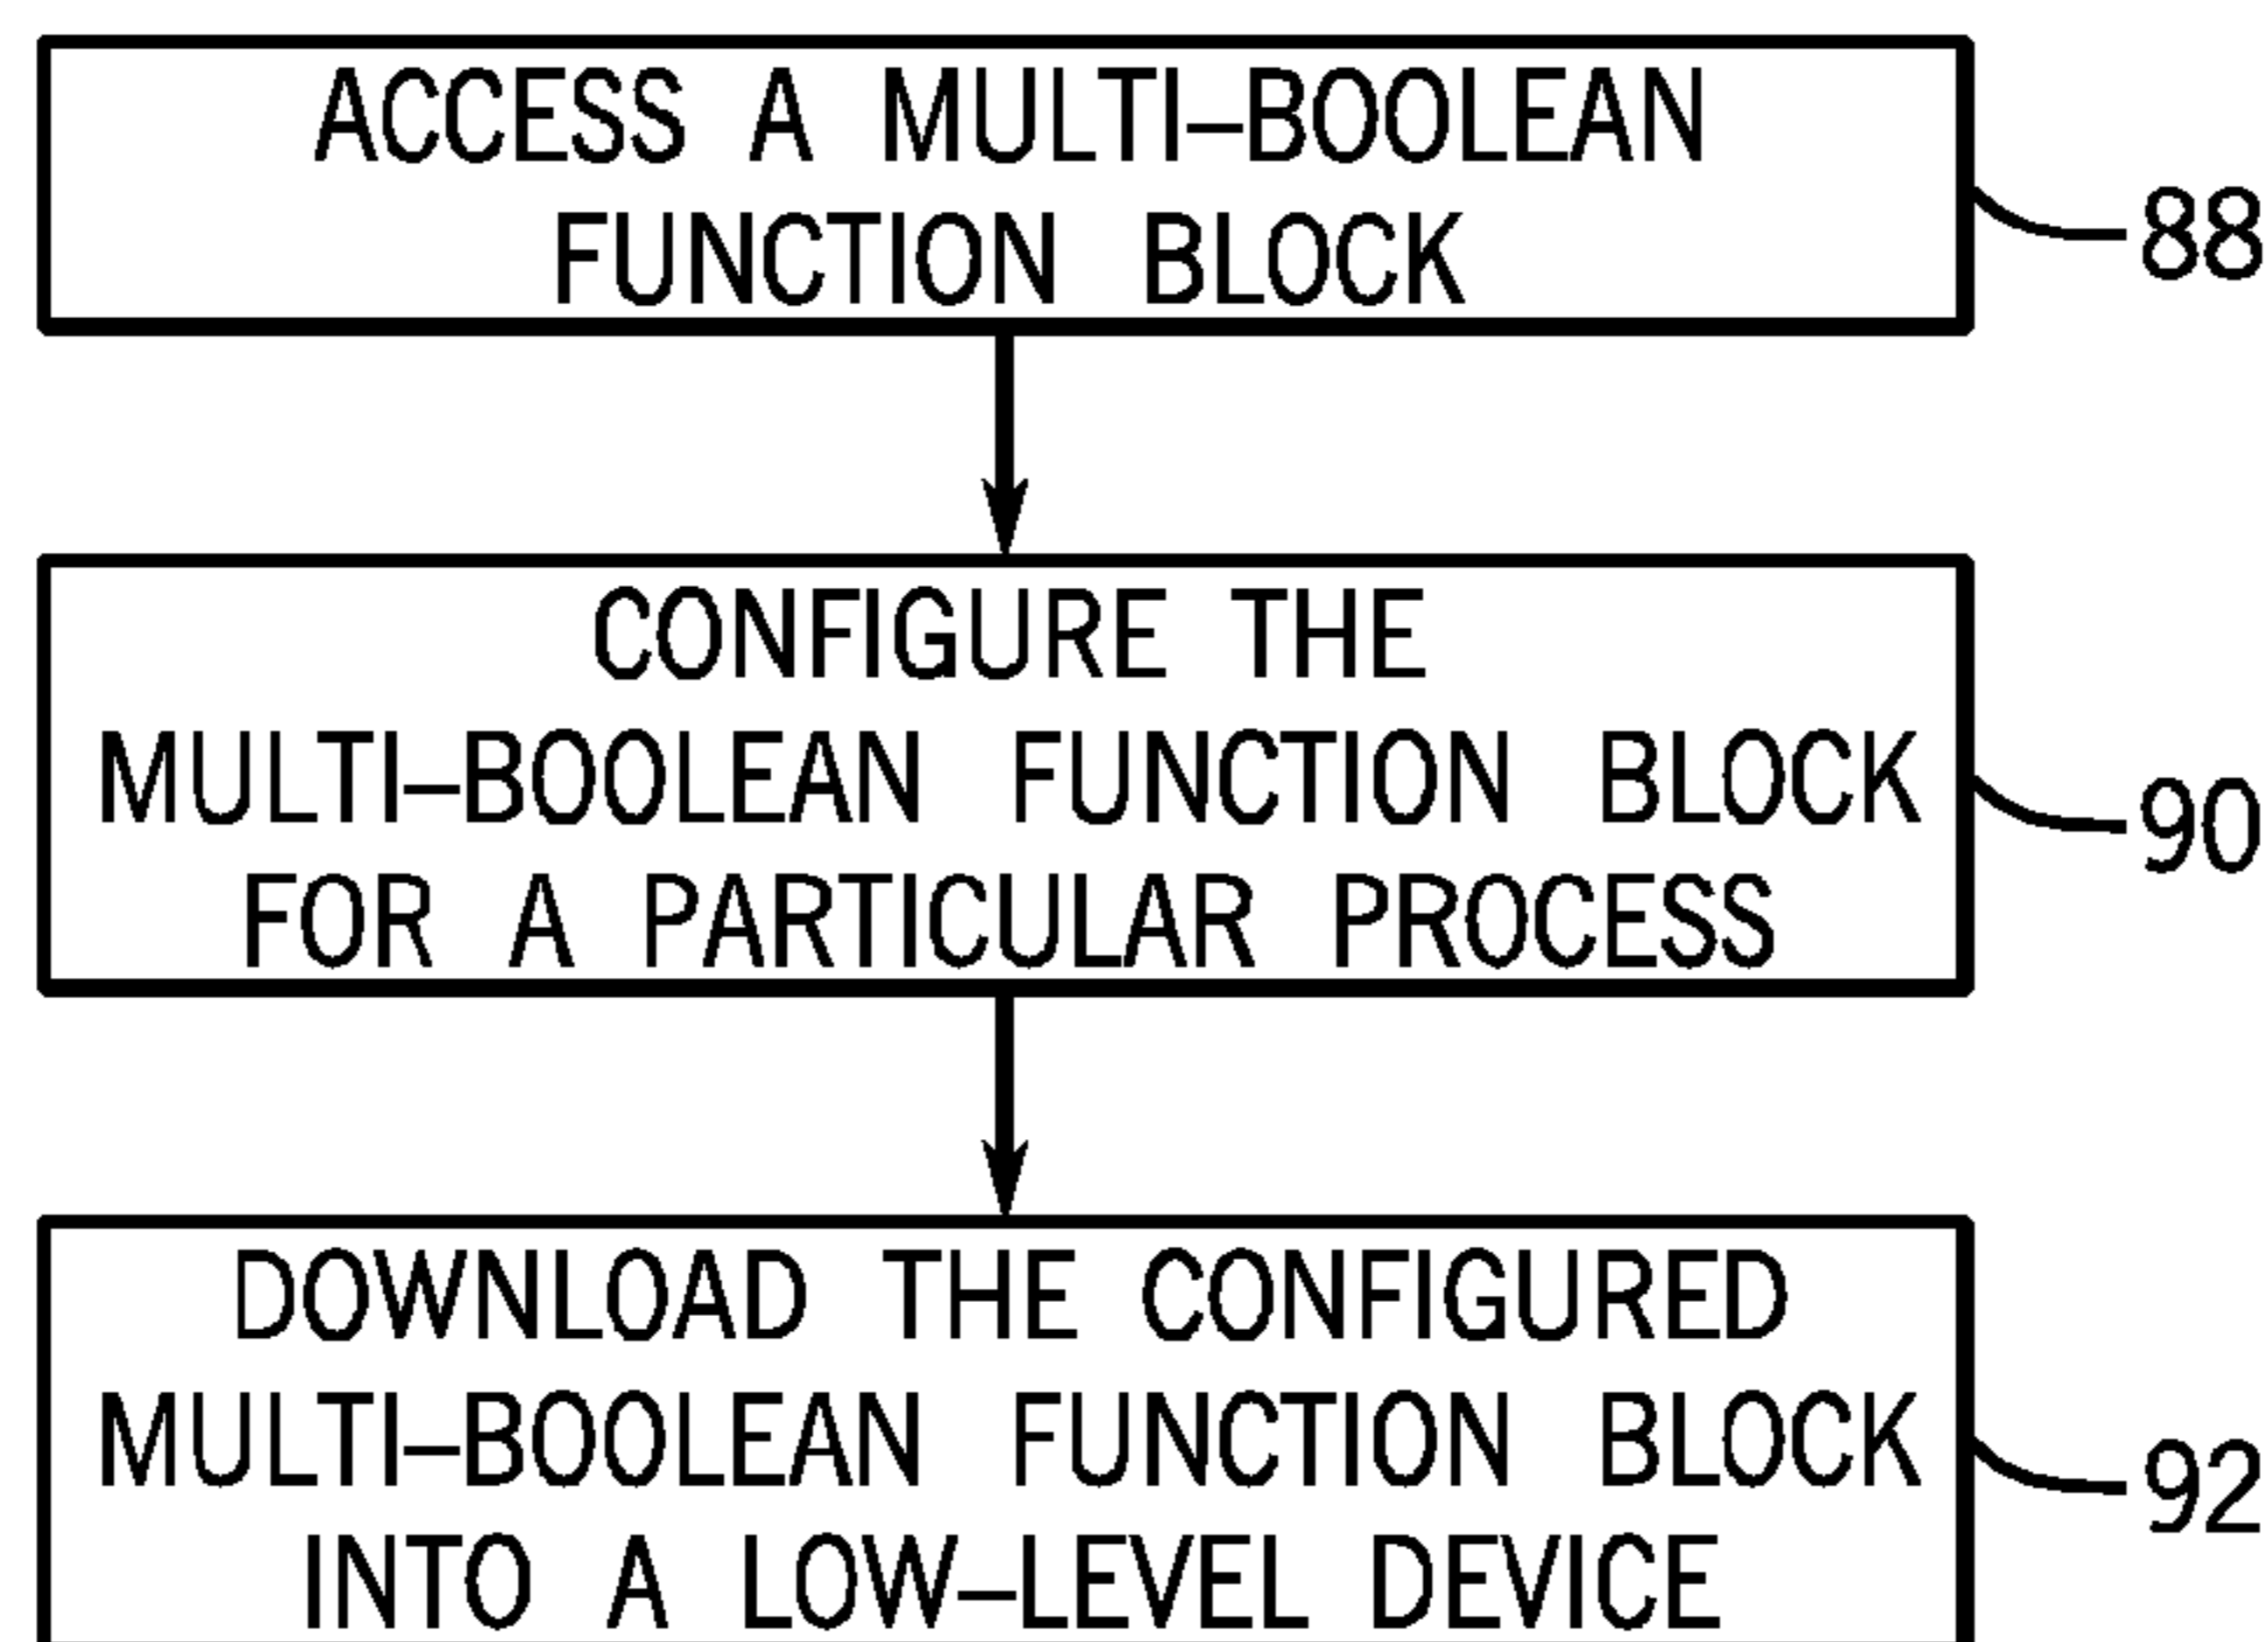 ACCESS A MULTI–BOOLEAN
FUNCTION BLOCK
88
CONFIGURE THE
MULTI–BOOLEAN FUNCTION BLOCK
FOR A PARTICULAR PROCESS
90
DOWNLOAD THE CONFIGURED
MULTI–BOOLEAN FUNCTION BLOCK
INTO A LOW–LEVEL DEVICE
92